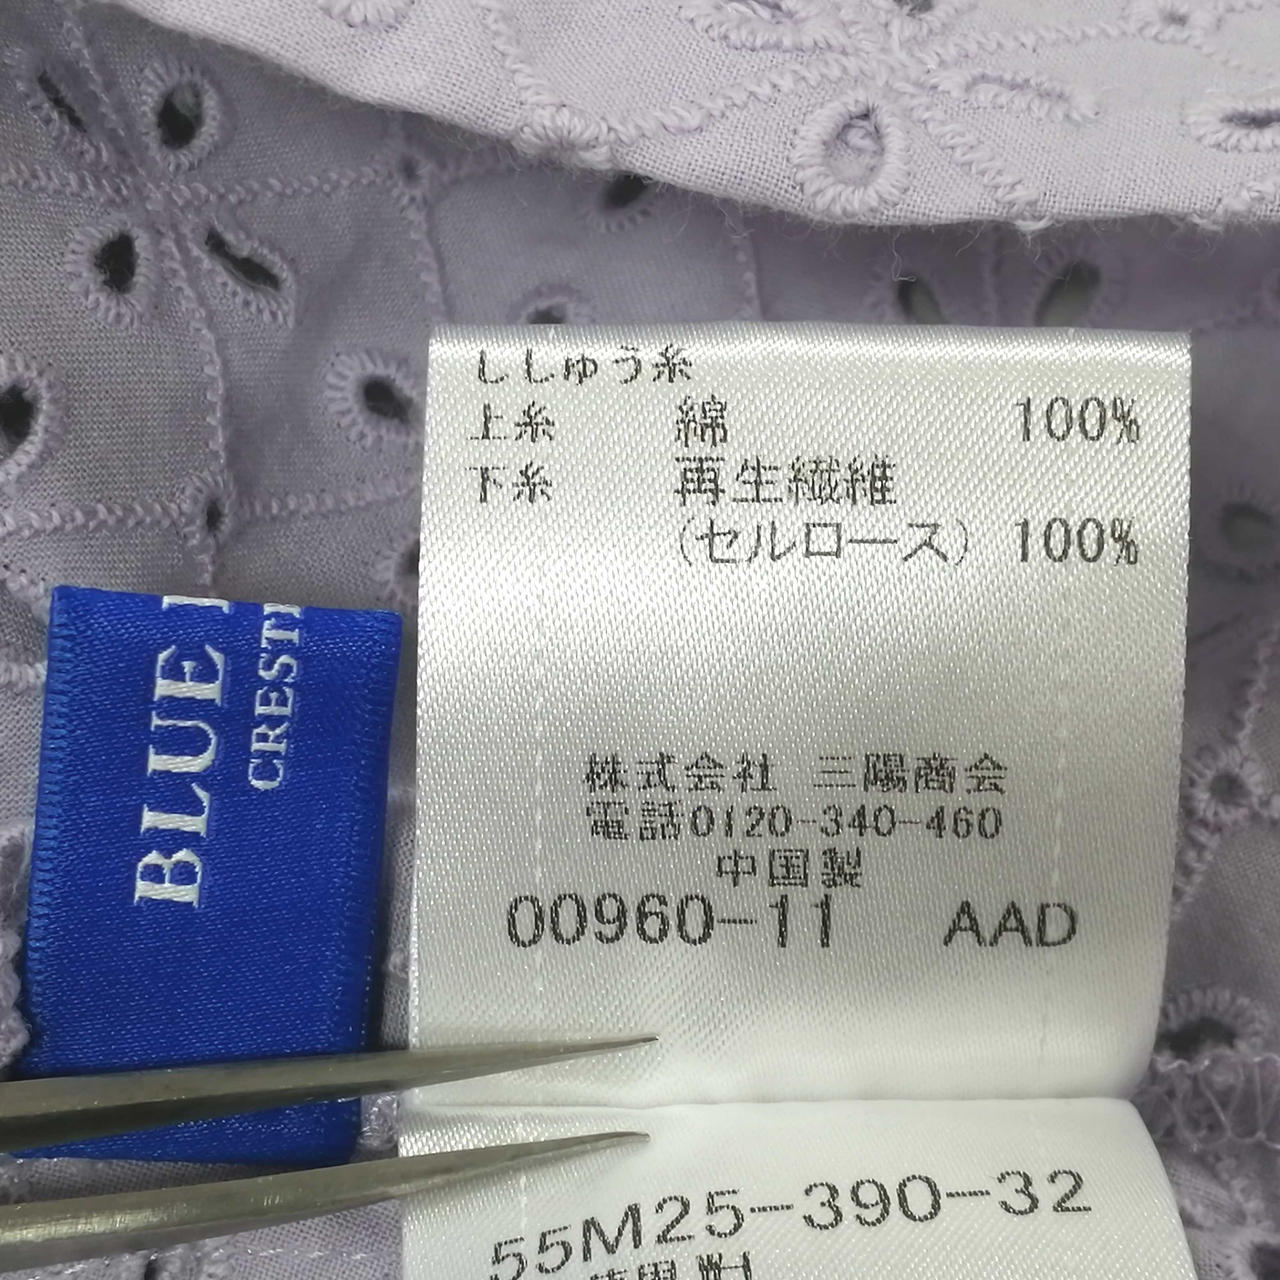 ししゅう糸
上糸 綿 100%
下糸 再生繊維
(セルロース) 100%
株式会社 三陽商会
電話0120-340-460
中国製
00960-11 AAD
55M25-390-32
BLUE
CREST